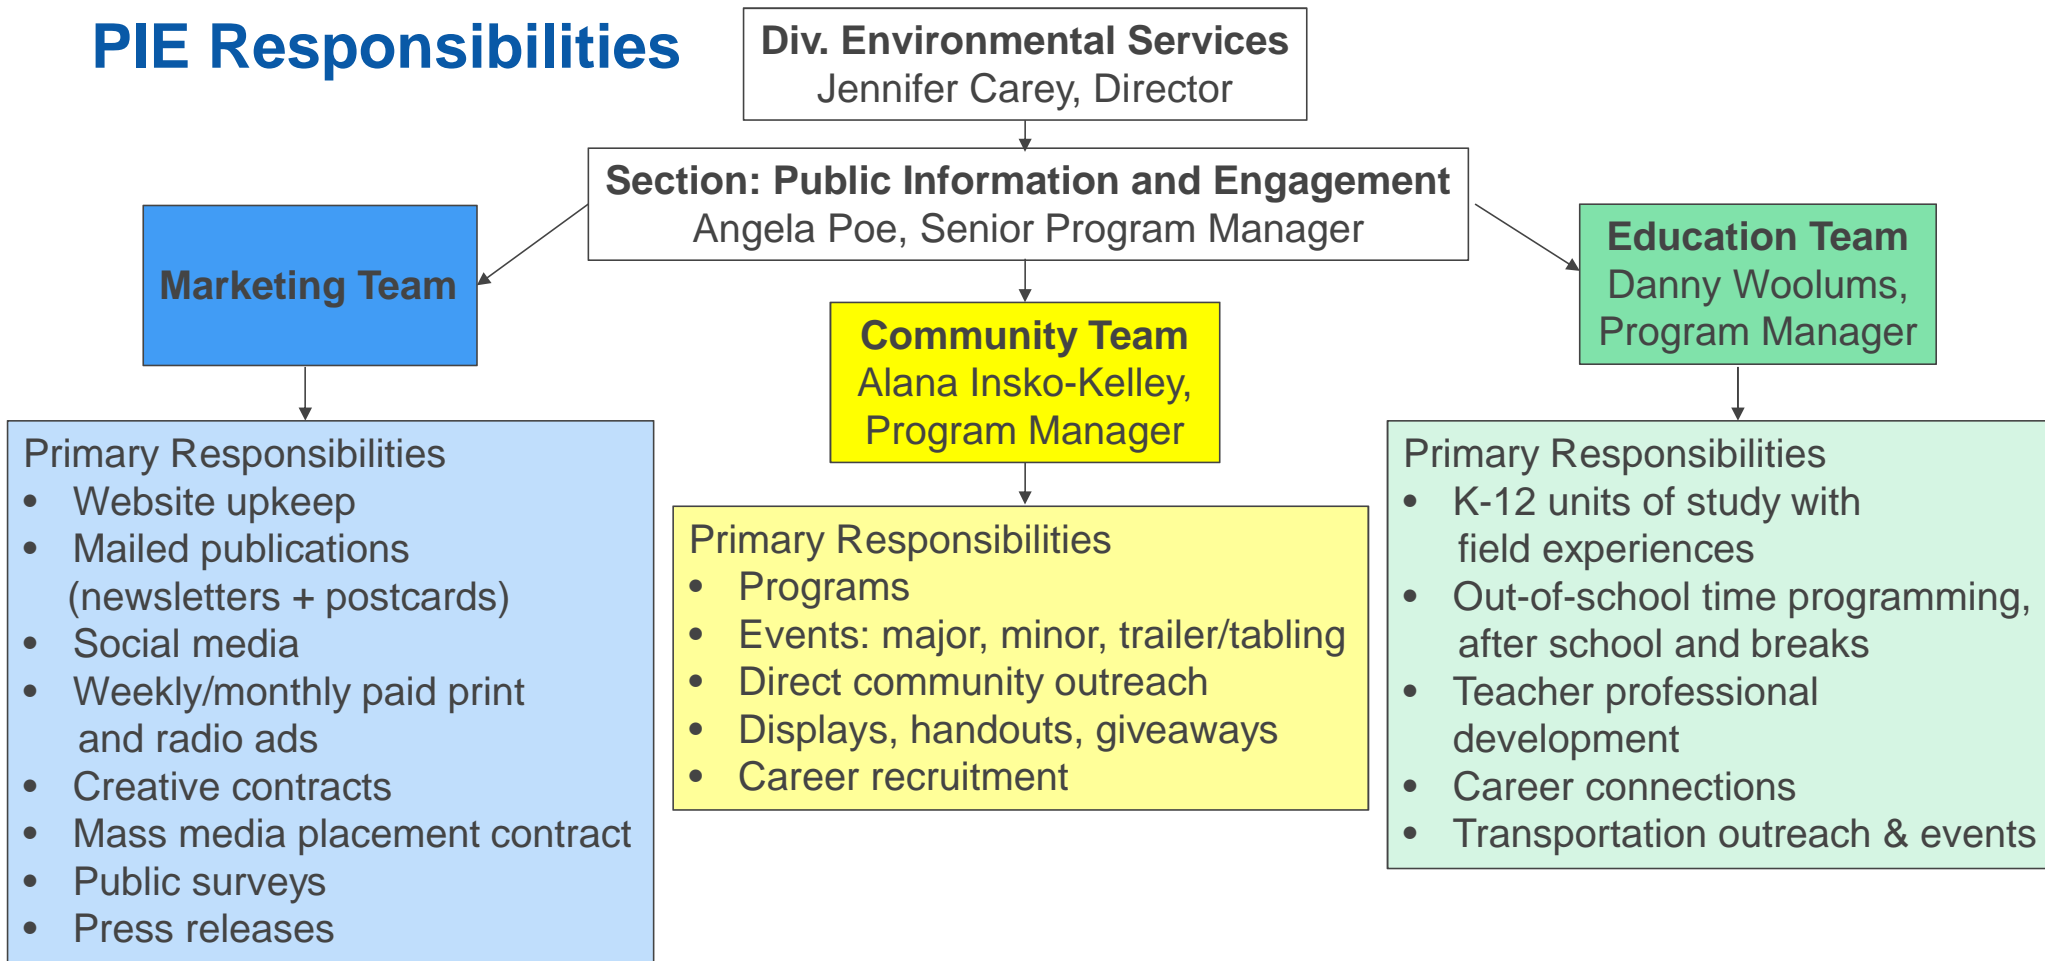 PIE Responsibilities
Div. Environmental Services
Jennifer Carey, Director
Section: Public Information and Engagement
Angela Poe, Senior Program Manager
Marketing Team
Community Team
Alana Insko-Kelley,
Program Manager
Education Team
Danny Woolums,
Program Manager
Primary Responsibilities
• Website upkeep
• Mailed publications
(newsletters + postcards)
• Social media
• Weekly/monthly paid print
and radio ads
• Creative contracts
• Mass media placement contract
• Public surveys
• Press releases
Primary Responsibilities
• Programs
• Events: major, minor, trailer/tabling
• Direct community outreach
• Displays, handouts, giveaways
• Career recruitment
Primary Responsibilities
• K-12 units of study with
field experiences
• Out-of-school time programming,
after school and breaks
• Teacher professional
development
• Career connections
• Transportation outreach & events